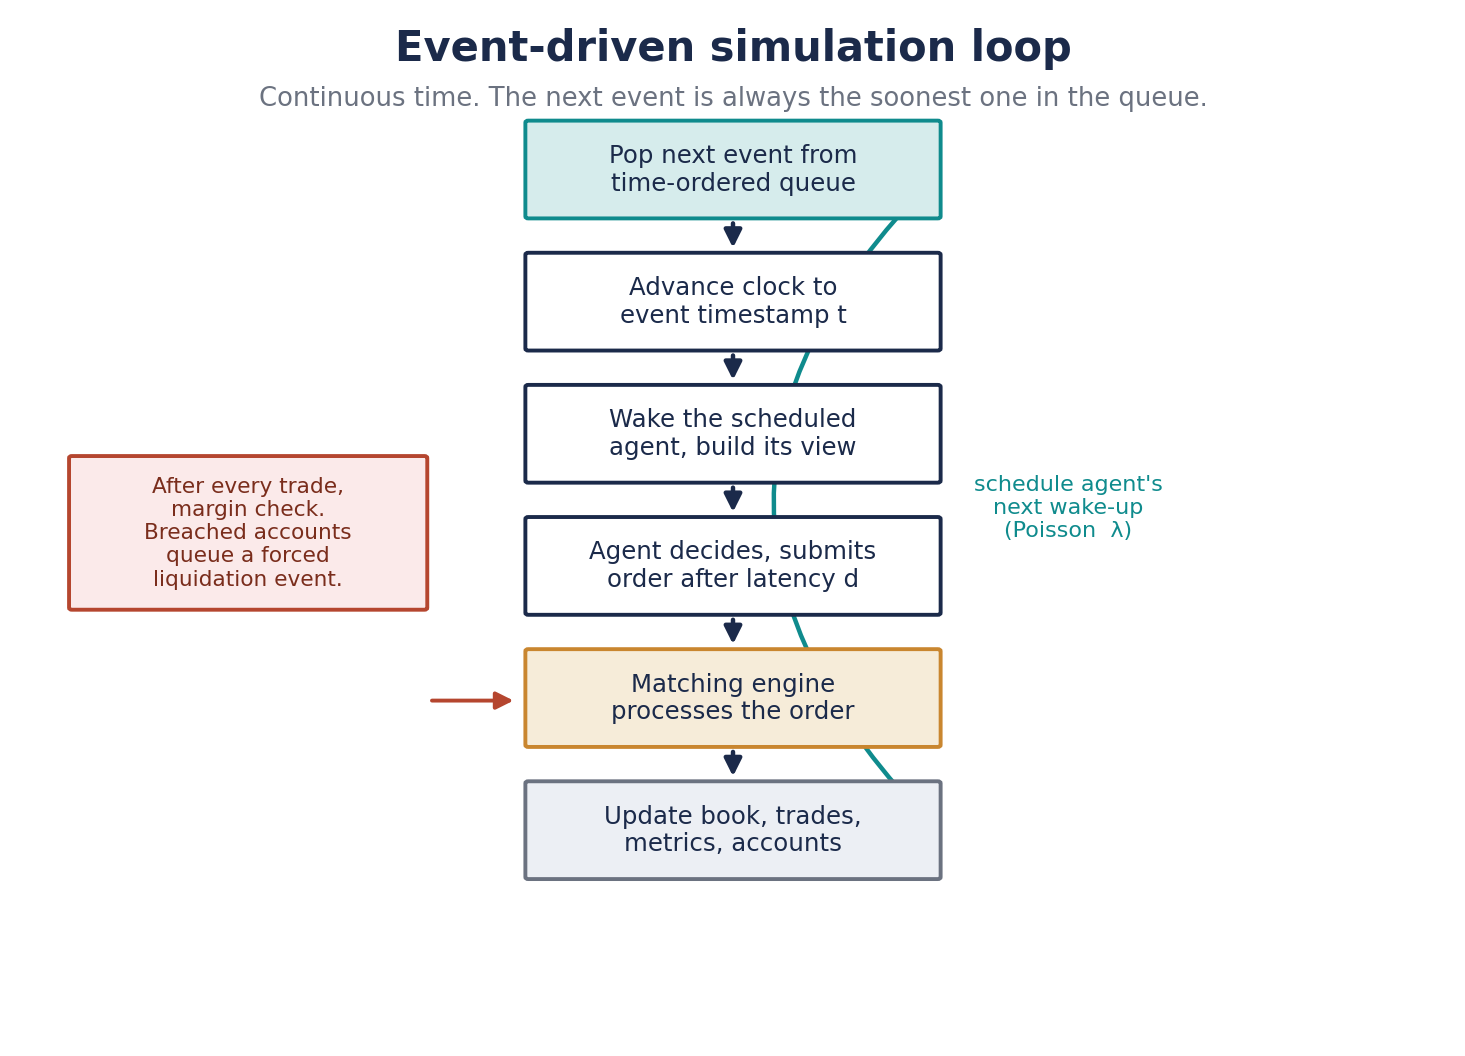 Event-driven simulation loop
Continuous time. The next event is always the soonest one in the queue.
Pop next event from
time-ordered queue
Advance clock to
event timestamp t
Wake the scheduled
agent, build its view
After every trade,
margin check.
Breached accounts
queue a forced
liquidation event.
schedule agent's
next wake-up
(Poisson λ)
Agent decides, submits
order after latency d
Matching engine
processes the order
Update book, trades,
metrics, accounts